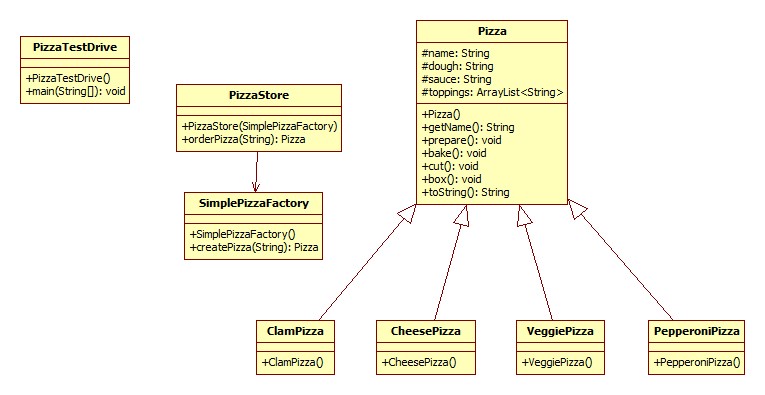 PizzaTestDrive
+PizzaTestDrive()
+main(String[]): void
PizzaStore
+PizzaStore(SimplePizzaFactory)
+orderPizza(String): Pizza
SimplePizzaFactory
+SimplePizzaFactory()
+createPizza(String): Pizza
Pizza
#name: String
#dough: String
#sauce: String
#toppings: ArrayList<String>
+Pizza()
+getName(): String
+prepare(): void
+bake(): void
+cut(): void
+box(): void
+toString(): String
ClamPizza
+ClamPizza()
CheesePizza
+CheesePizza()
VeggiePizza
+VeggiePizza()
PepperoniPizza
+PepperoniPizza()